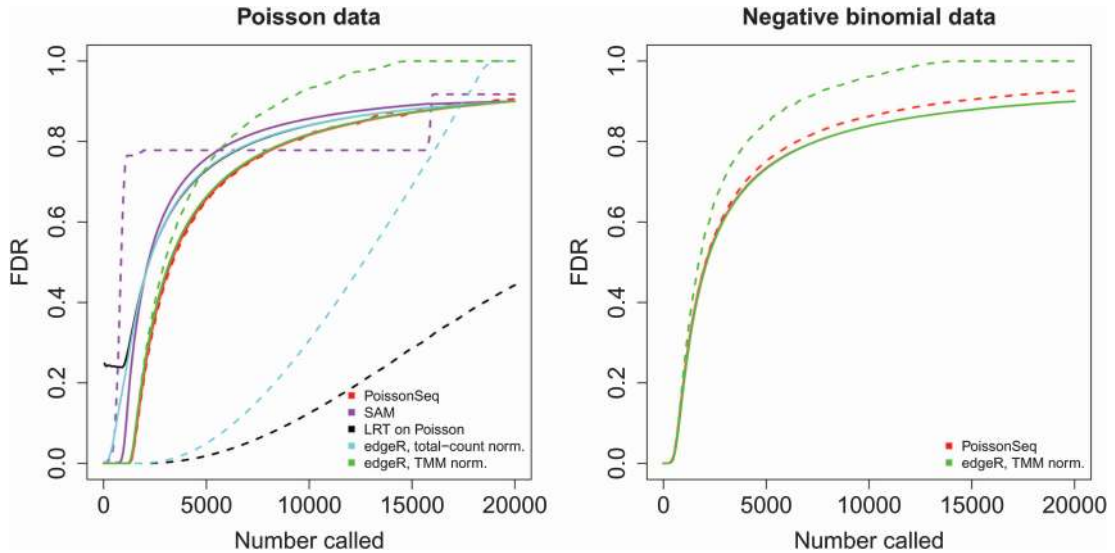 Poisson data
FDR
0.0
0.2
0.4
0.6
0.8
1.0
0
5000
10000
15000
20000
Number called
PoissonSeq
SAM
LRT on Poisson
edgeR, total-count norm.
edgeR, TMM norm.
Negative binomial data
FDR
0.0
0.2
0.4
0.6
0.8
1.0
0
5000
10000
15000
20000
Number called
PoissonSeq
edgeR, TMM norm.